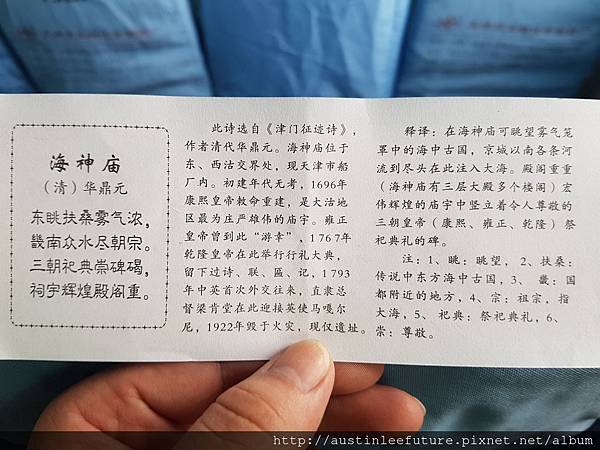 海神庙
（清）华鼎元
东眺扶桑雾气浓，
畿南众水尽朝宗。
三朝祀典崇碑碣，
祠宇辉煌殿阁重。
此诗选自《津门征迹诗》，
作者清代华鼎元。海神庙位于
东、西沽交界处，现天津市船
厂内。初建年代无考，1696年
康熙皇帝敕命重建，是大沽地
区最为庄严雄伟的庙宇。雍正
皇帝曾到此“游幸”，1767年
乾隆皇帝在此举行行礼大典，
留下过诗、联、匾、记，1793
年中英首次外交往来，直隶总
督梁肯堂在此迎接英使马嘎尔
尼，1922年毁于火灾，现仅遗址。
释译：在海神庙可眺望雾气笼
罩中的海中古国，京城以南各条河
流到尽头在此注入大海。殿阁重重
（海神庙有三层大殿多个楼阁）宏
伟辉煌的庙宇中竖立着令人尊敬的
三朝皇帝（康熙、雍正、乾隆）祭
祀典礼的碑。
注：1、眺：眺望，2、扶桑：
传说中东方海中古国，3、畿：国
都附近的地方，4、宗：祖宗，指
大海，5、祀典：祭祀典礼，6、
崇：尊敬。
http://austinleefuture.pixnet.net/album